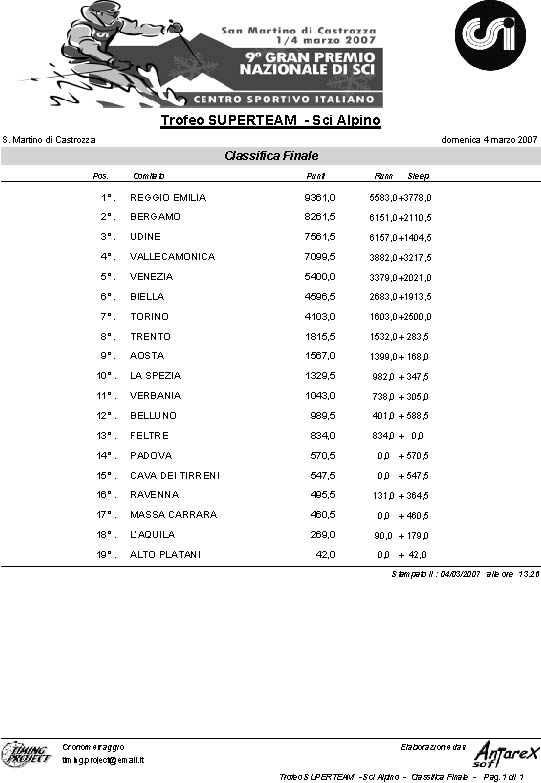 San Martino di Castrozza
1/4 marzo 2007
9° GRAN PREMIO
NAZIONALE DI SCI
CENTRO SPORTIVO ITALIANO
CSI
Trofeo SUPERTEAM - Sci Alpino
S. Martino di Castrozza domenica 4 marzo 2007
Classifica Finale
Pos. Comitato Punti Runn Sleep
1°. REGGIO EMILIA 9361,0 5583,0+3778,0
2°. BERGAMO 8261,5 6151,0+2110,5
3°. UDINE 7561,5 6157,0+1404,5
4°. VALLECAMONICA 7099,5 3882,0+3217,5
5°. VENEZIA 5400,0 3379,0+2021,0
6°. BIELLA 4596,5 2683,0+1913,5
7°. TORINO 4103,0 1603,0+2500,0
8°. TRENTO 1815,5 1532,0+ 283,5
9°. AOSTA 1567,0 1399,0+ 168,0
10°. LA SPEZIA 1329,5 982,0 + 347,5
11°. VERBANIA 1043,0 738,0 + 305,0
12°. BELLUNO 989,5 401,0 + 588,5
13°. FELTRE 834,0 834,0 + 0,0
14°. PADOVA 570,5 0,0 + 570,5
15°. CAVA DEI TIRRENI 547,5 0,0 + 547,5
16°. RAVENNA 495,5 131,0 + 364,5
17°. MASSA CARRARA 460,5 0,0 + 460,5
18°. L'AQUILA 269,0 90,0 + 179,0
19°. ALTO PLATANI 42,0 0,0 + 42,0
Stampato il : 04/03/2007 alle ore 13.26
TIMING PROJECT Cronometraggio Elaborazione dati Antarex soft
timing.project@email.it
Trofeo SUPERTEAM - Sci Alpino - Classifica Finale - Pag. 1 di 1